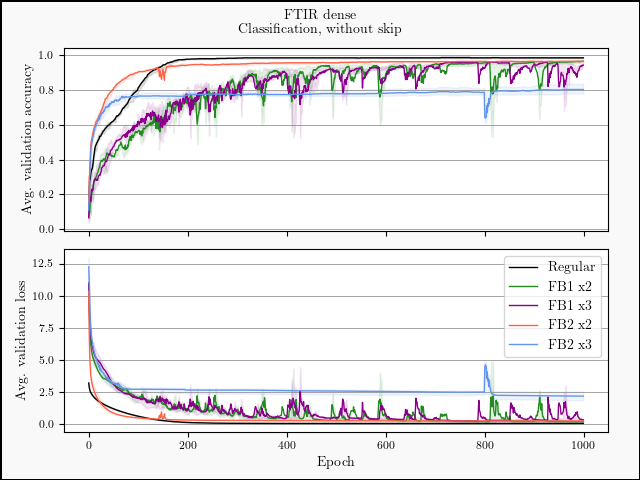 FTIR dense
Classification, without skip
Avg. validation accuracy
1.0
0.8
0.6
0.4
0.2
0.0
Avg. validation loss
12.5
10.0
7.5
5.0
2.5
0.0
Regular
FB1 x2
FB1 x3
FB2 x2
FB2 x3
0
200
400
600
800
1000
Epoch